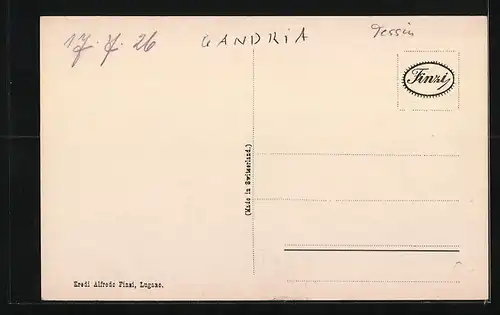 17. 7. 26 GANDRIA Tessin
Finzi
(Made in Switzerland.)
Eredi Alfredo Finzi, Lugano.